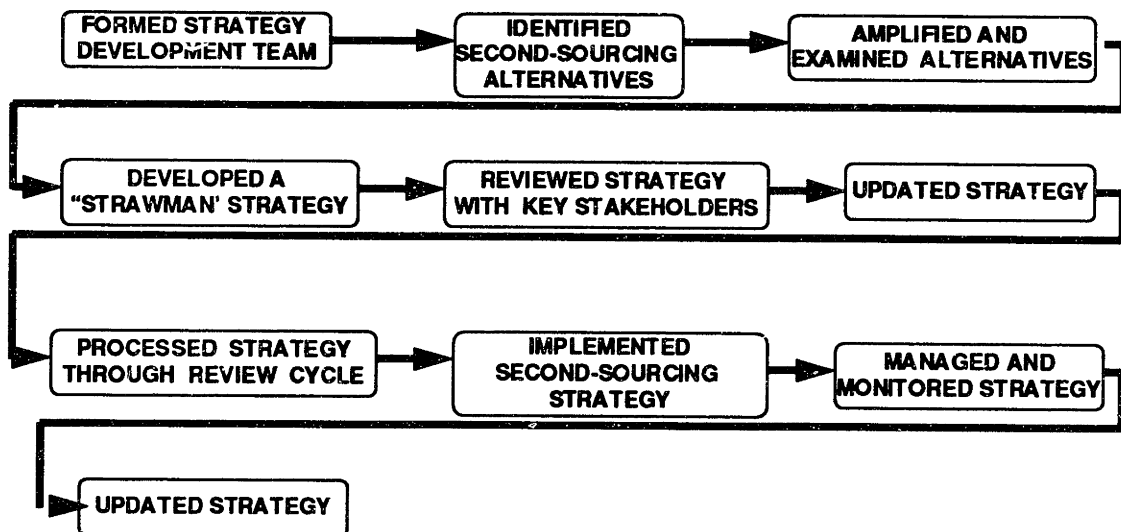 FORMED STRATEGY
DEVELOPMENT TEAM
IDENTIFIED
SECOND-SOURCING
ALTERNATIVES
AMPLIFIED AND
EXAMINED ALTERNATIVES
DEVELOPED A
“STRAWMAN’ STRATEGY
REVIEWED STRATEGY
WITH KEY STAKEHOLDERS
UPDATED STRATEGY
PROCESSED STRATEGY
THROUGH REVIEW CYCLE
IMPLEMENTED
SECOND-SOURCING
STRATEGY
MANAGED AND
MONITORED STRATEGY
UPDATED STRATEGY